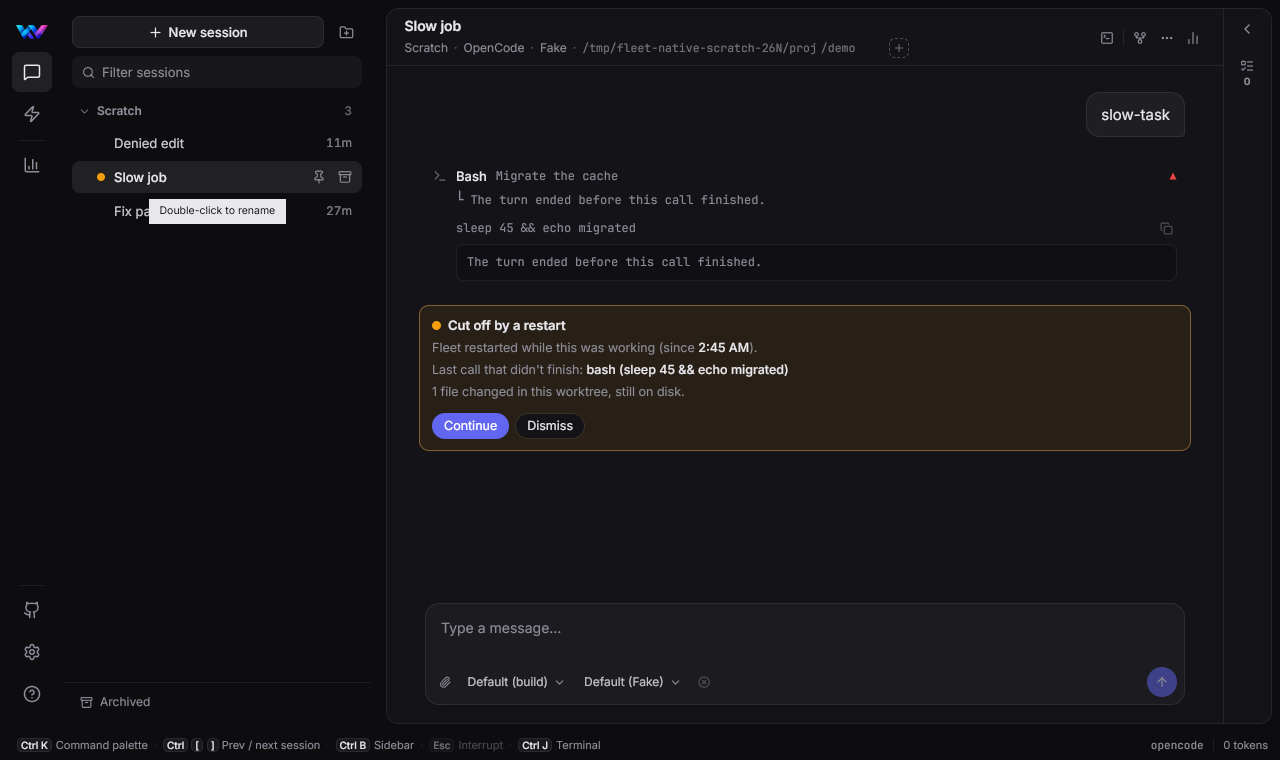 New session
Filter sessions
Scratch 3
Denied edit 11m
Slow job
Fix pa 27m
Double-click to rename
Archived
Slow job
Scratch · OpenCode · Fake · /tmp/fleet-native-scratch-26N/proj /demo
0
slow-task
Bash Migrate the cache
└ The turn ended before this call finished.
sleep 45 && echo migrated
The turn ended before this call finished.
Cut off by a restart
Fleet restarted while this was working (since 2:45 AM).
Last call that didn't finish: bash (sleep 45 && echo migrated)
1 file changed in this worktree, still on disk.
Continue Dismiss
Type a message...
Default (build) Default (Fake)
Ctrl K Command palette · Ctrl [ ] Prev / next session · Ctrl B Sidebar · Esc Interrupt · Ctrl J Terminal
opencode 0 tokens